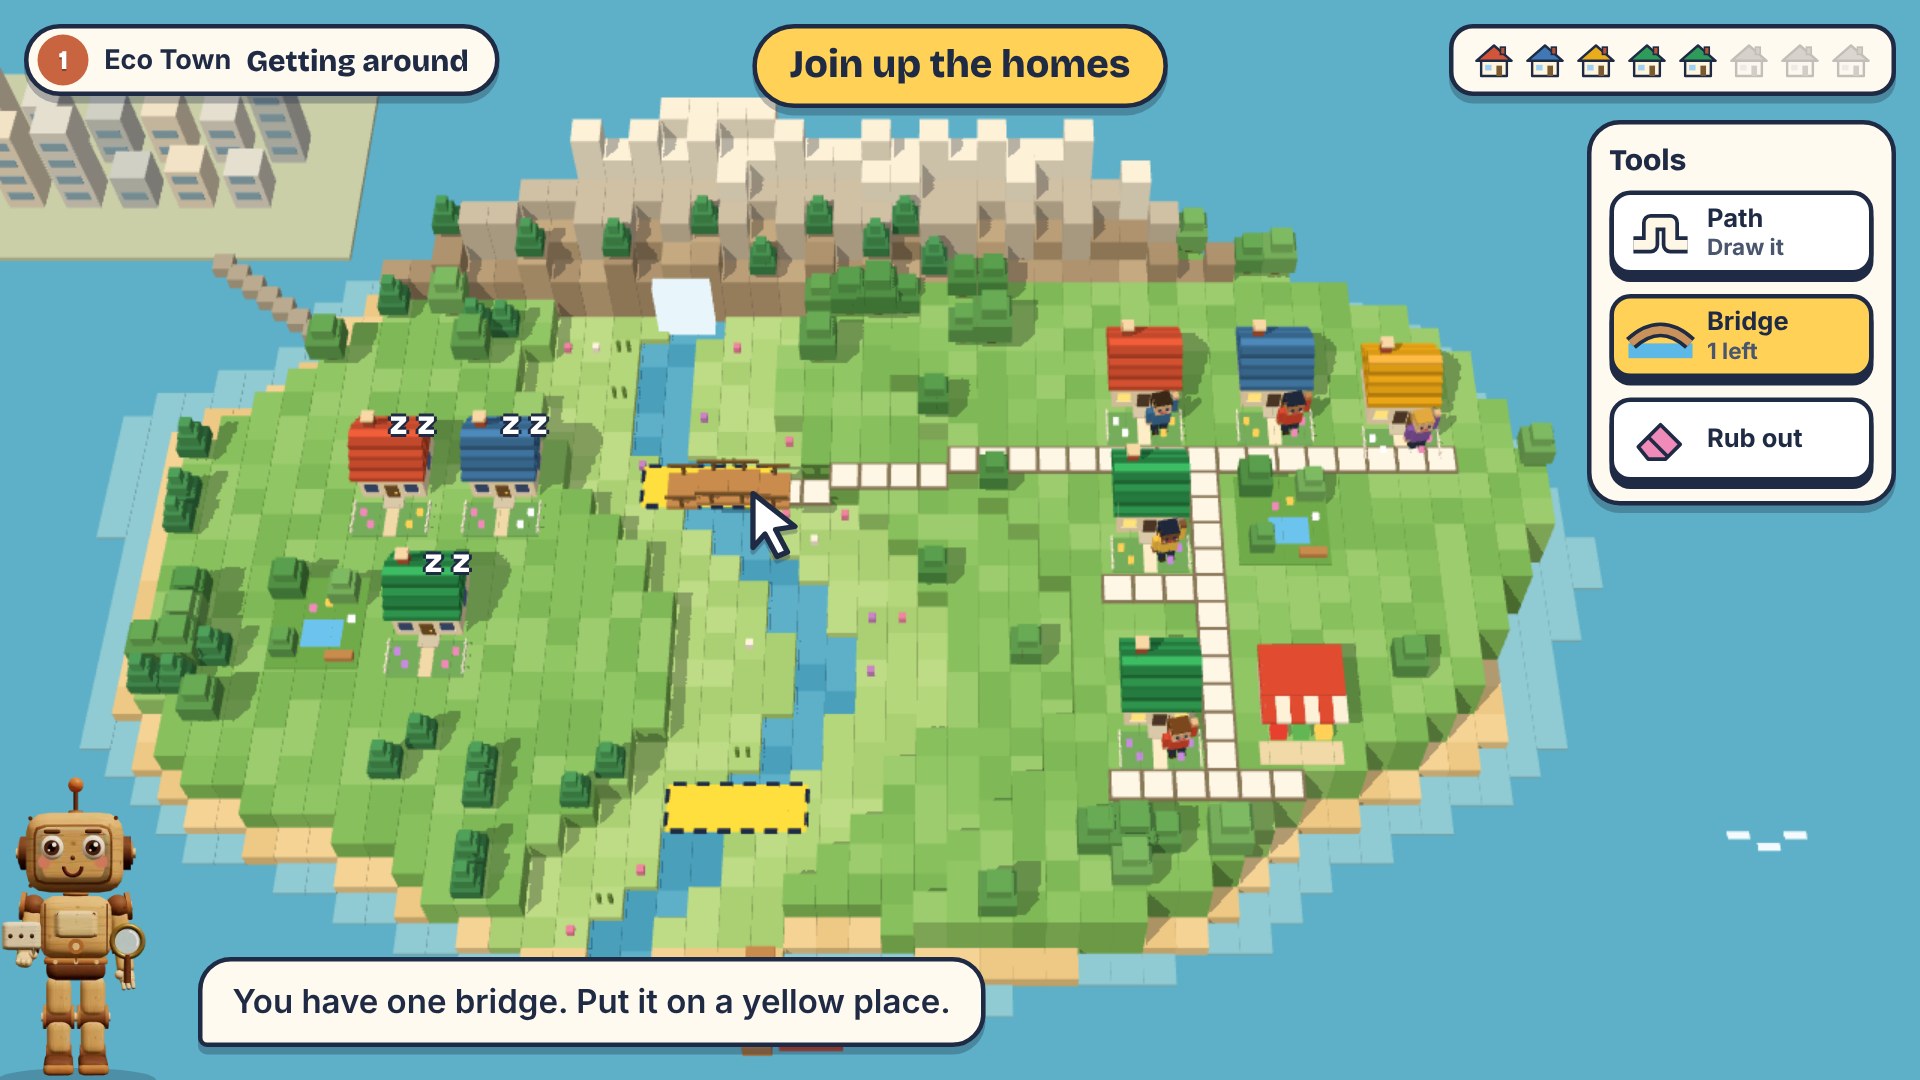 1 Eco Town Getting around
Join up the homes
Tools
Path
Draw it
Bridge
1 left
Rub out
z z
z z
z z
You have one bridge. Put it on a yellow place.